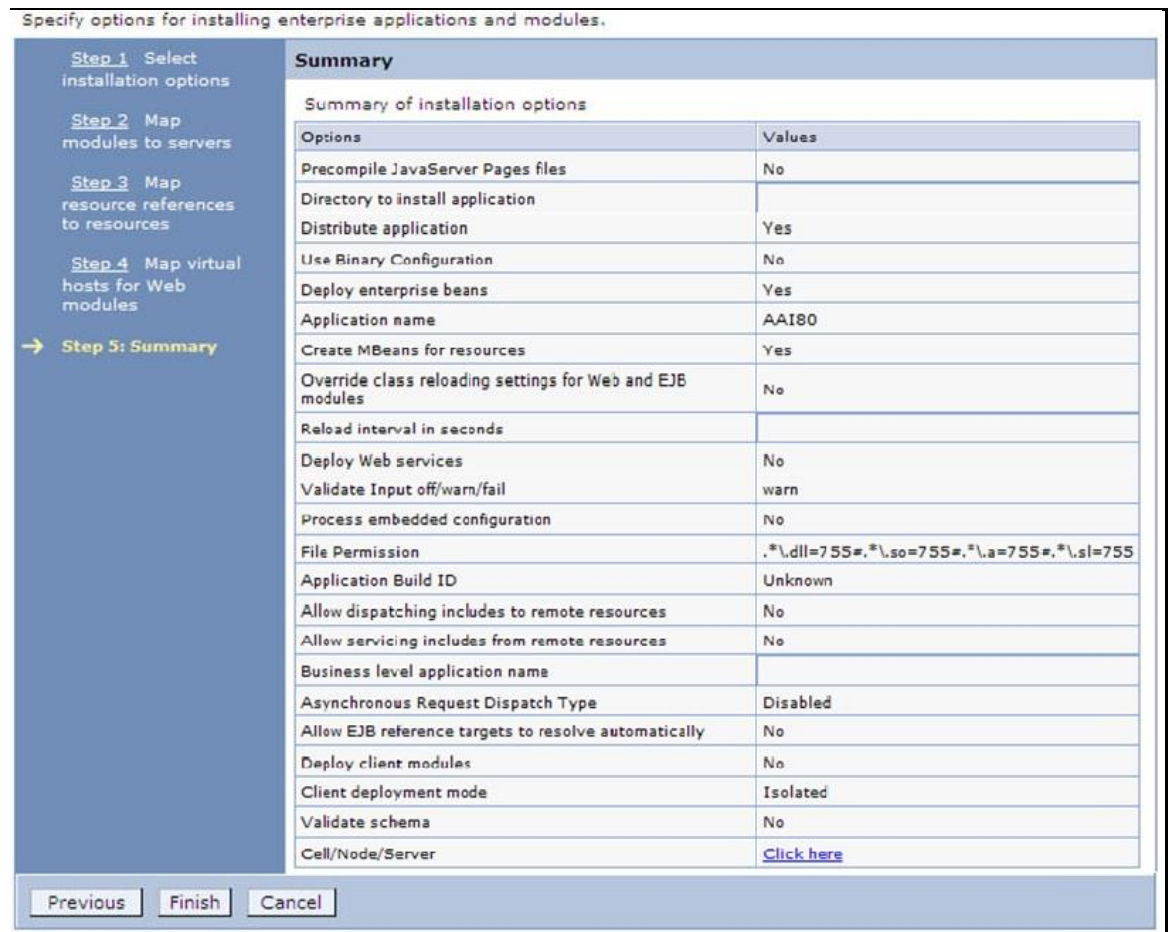 Specify options for installing enterprise applications and modules.
Step 1 Select
installation options
Step 2 Map
modules to servers
Step 3 Map
resource references
to resources
Step 4 Map virtual
hosts for Web
modules
Step 5: Summary
Summary
Summary of installation options
Options Values
Precompile JavaServer Pages files No
Directory to install application
Distribute application Yes
Use Binary Configuration No
Deploy enterprise beans Yes
Application name AAI80
Create MBeans for resources Yes
Override class reloading settings for Web and EJB
modules No
Reload interval in seconds
Deploy Web services No
Validate Input off/warn/fail warn
Process embedded configuration No
File Permission .*\.dll=755#.*\.so=755#.*\.a=755#.*\.sl=755
Application Build ID Unknown
Allow dispatching includes to remote resources No
Allow servicing includes from remote resources No
Business level application name
Asynchronous Request Dispatch Type Disabled
Allow EJB reference targets to resolve automatically No
Deploy client modules No
Client deployment mode Isolated
Validate schema No
Cell/Node/Server Click here
Previous Finish Cancel